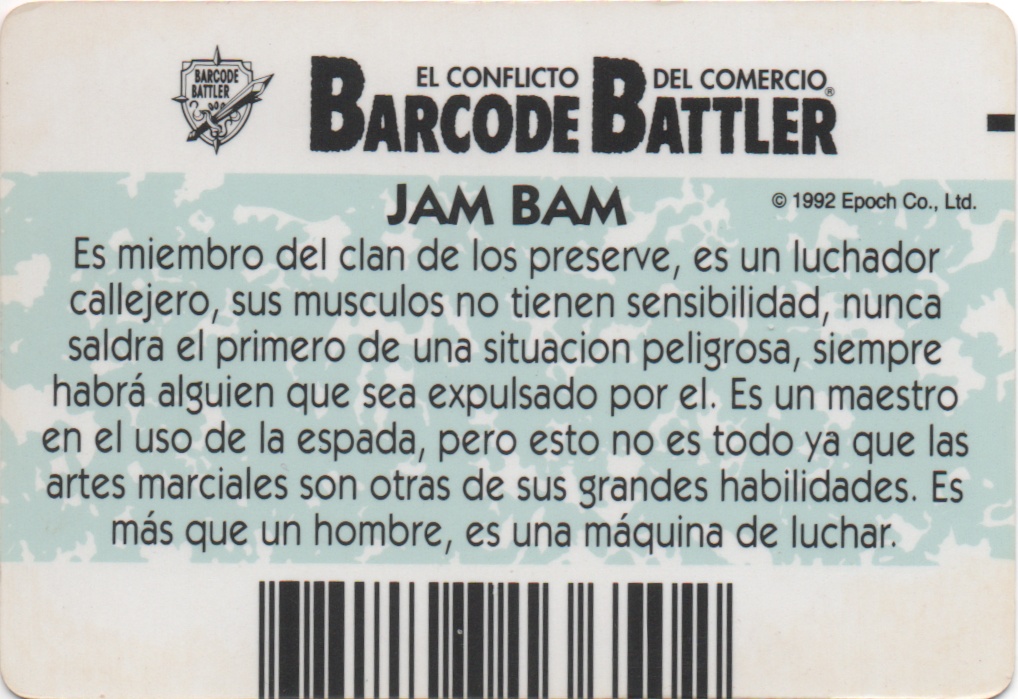 BARCODE
BATTLER
EL CONFLICTO DEL COMERCIO
BARCODE BATTLER®
JAM BAM
© 1992 Epoch Co., Ltd.
Es miembro del clan de los preserve, es un luchador
callejero, sus musculos no tienen sensibilidad, nunca
saldra el primero de una situacion peligrosa, siempre
habrá alguien que sea expulsado por el. Es un maestro
en el uso de la espada, pero esto no es todo ya que las
artes marciales son otras de sus grandes habilidades. Es
más que un hombre, es una máquina de luchar.